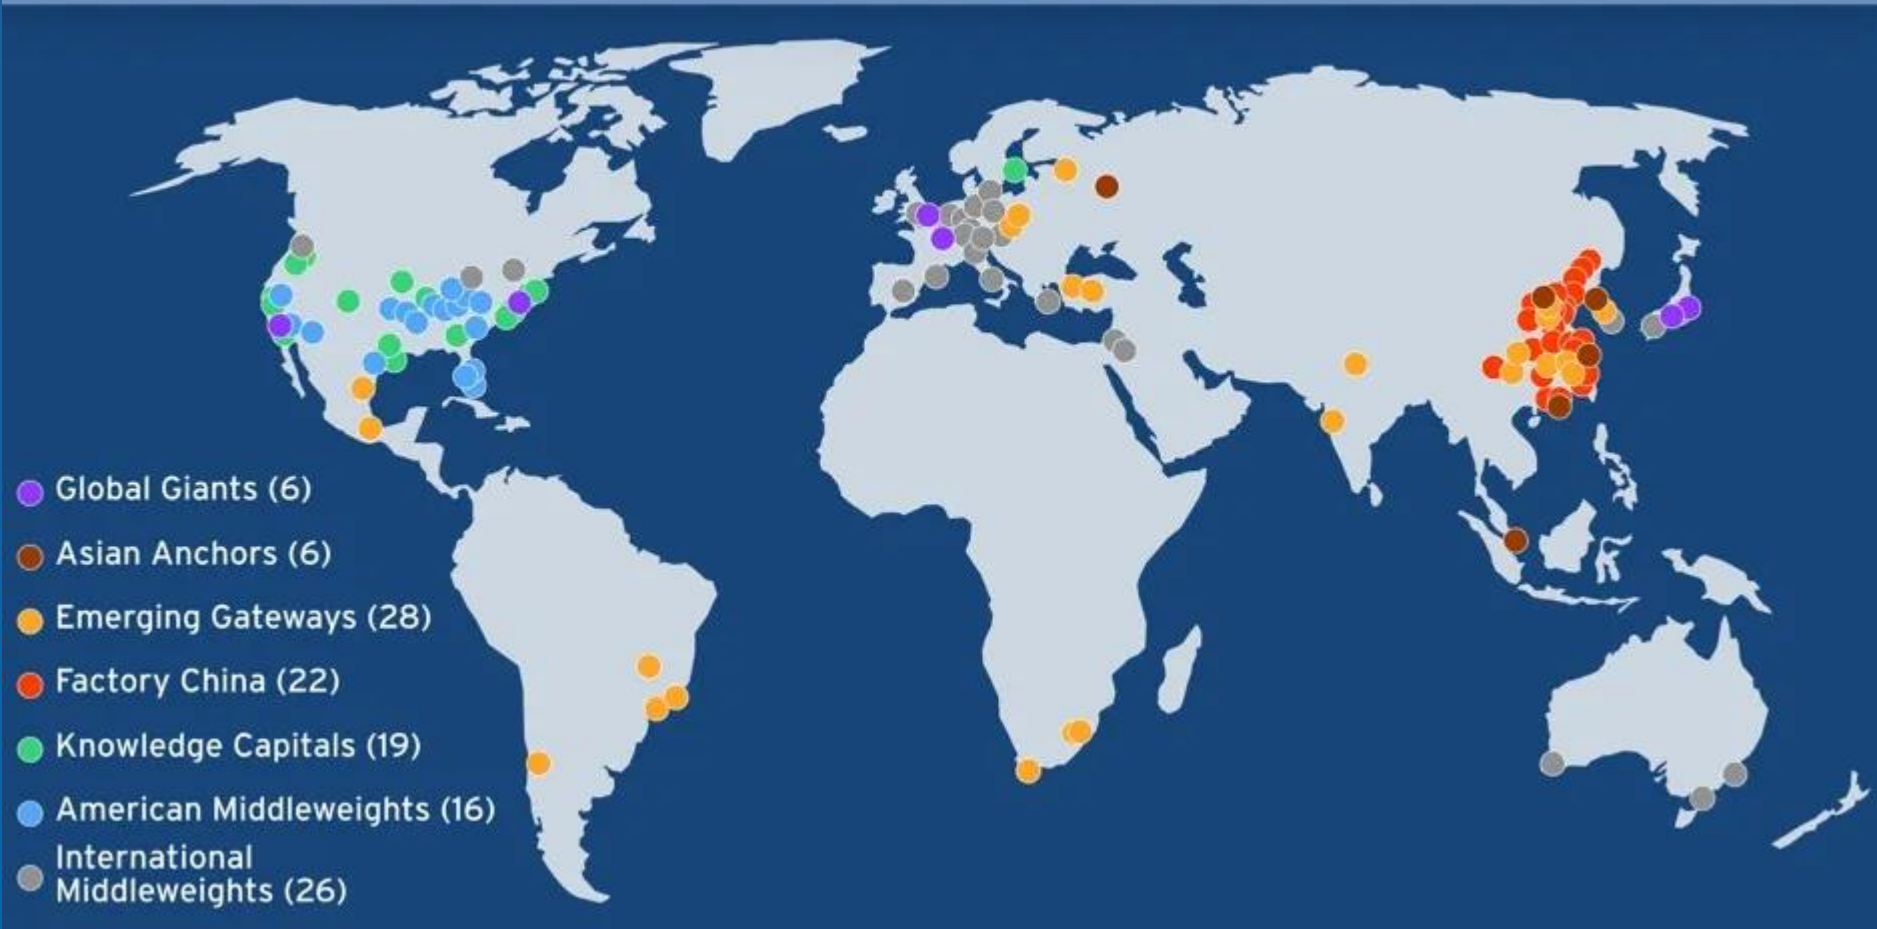 Global Giants (6)
Asian Anchors (6)
Emerging Gateways (28)
Factory China (22)
Knowledge Capitals (19)
American Middleweights (16)
International
Middleweights (26)